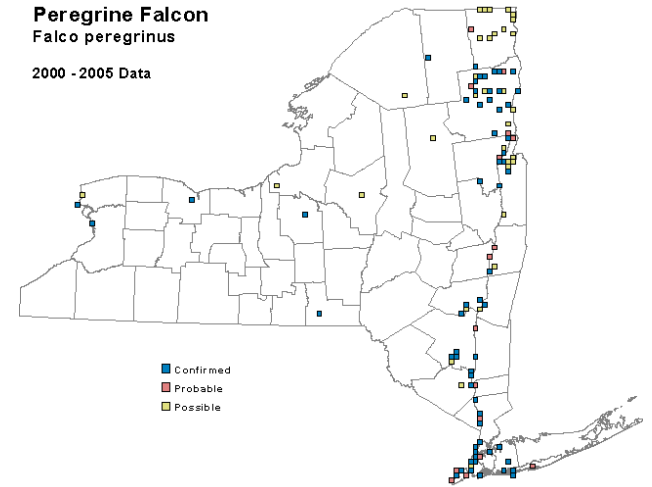 Peregrine Falcon
Falco peregrinus
2000 - 2005 Data
Confirmed
Probable
Possible